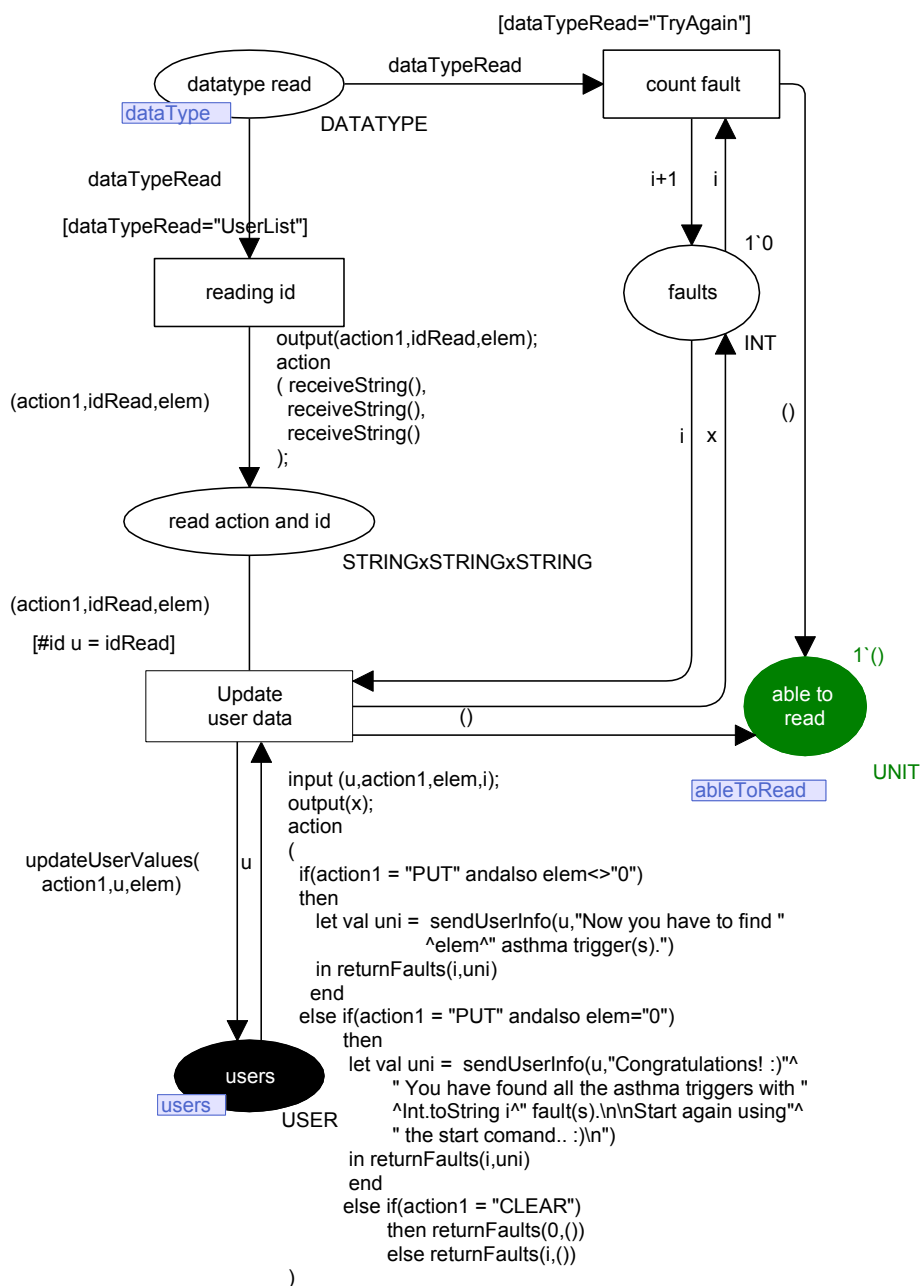 [dataTypeRead="TryAgain"]
datatype read
dataTypeRead
count fault
dataType
DATATYPE
dataTypeRead
i+1
i
[dataTypeRead="UserList"]
1`0
reading id
faults
output(action1,idRead,elem);
INT
action
( receiveString(),
(action1,idRead,elem)
receiveString(),
()
receiveString()
i
x
);
read action and id
STRINGxSTRINGxSTRING
(action1,idRead,elem)
[#id u = idRead]
1`()
Update
user data
able to
read
()
UNIT
ableToRead
input (u,action1,elem,i);
output(x);
action
(
updateUserValues(
action1,u,elem)
u
if(action1 = "PUT" andalso elem<>"0")
then
let val uni =  sendUserInfo(u,"Now you have to find "
^elem^" asthma trigger(s).")
in returnFaults(i,uni)
end
else if(action1 = "PUT" andalso elem="0")
then
let val uni =  sendUserInfo(u,"Congratulations! :)"^
" You have found all the asthma triggers with "
^Int.toString i^" fault(s).\n\nStart again using"^
" the start comand.. :)\n")
in returnFaults(i,uni)
end
else if(action1 = "CLEAR")
then returnFaults(0,())
else returnFaults(i,())
)
users
users
USER